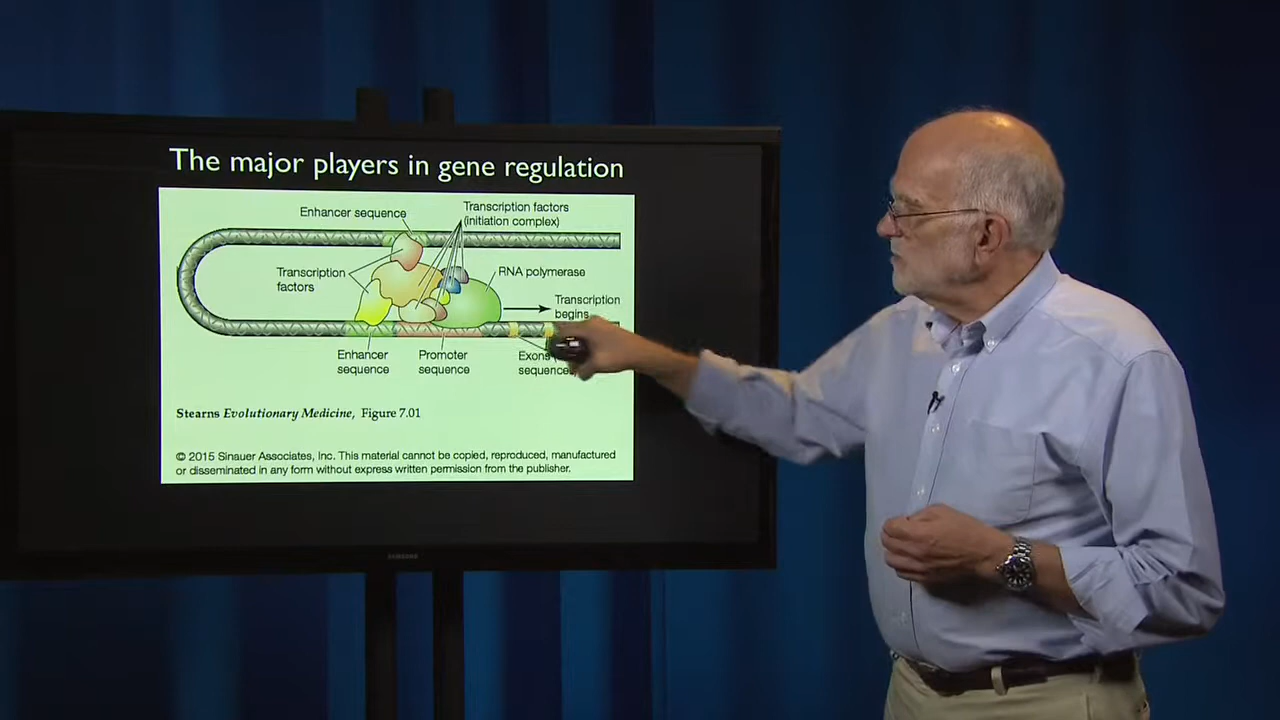 The major players in gene regulation
Enhancer sequence
Transcription factors
(initiation complex)
Transcription
factors
RNA polymerase
Transcription
begins
Enhancer
sequence
Promoter
sequence
Exons
sequences
Stearns Evolutionary Medicine, Figure 7.01
© 2015 Sinauer Associates, Inc. This material cannot be copied, reproduced, manufactured
or disseminated in any form without express written permission from the publisher.
SAMSUNG